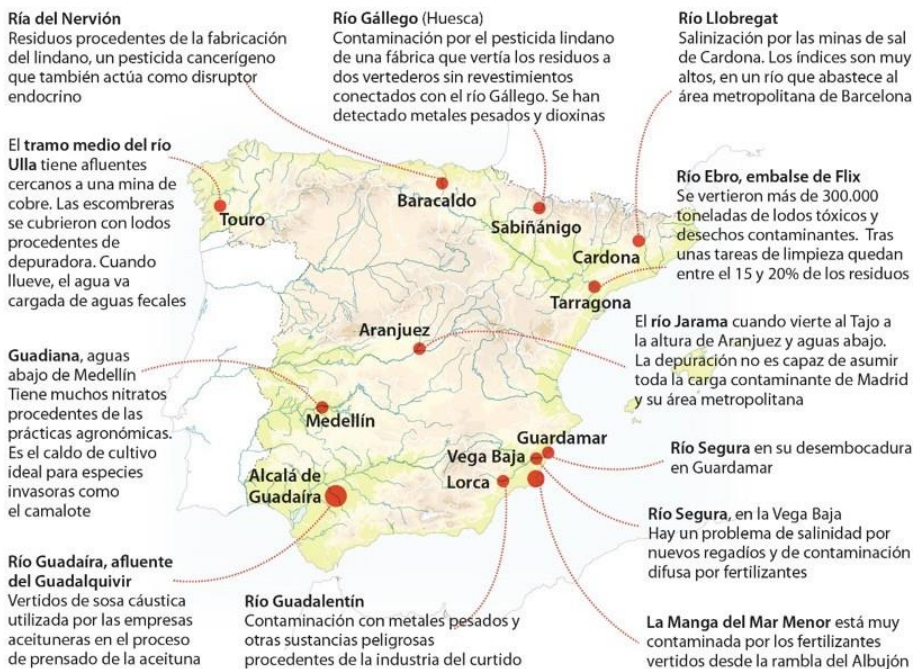 Ría del Nervión
Residuos procedentes de la fabricación
del lindano, un pesticida cancerígeno
que también actúa como disruptor
endocrino
Río Gállego (Huesca)
Contaminación por el pesticida lindano
de una fábrica que vertía los residuos a
dos vertederos sin revestimientos
conectados con el río Gállego. Se han
detectado metales pesados y dioxinas
Río Llobregat
Salinización por las minas de sal
de Cardona. Los índices son muy
altos, en un río que abastece al
área metropolitana de Barcelona
El tramo medio del río
Ulla tiene afluentes
cercanos a una mina de
cobre. Las escombreras
se cubrieron con lodos
procedentes de
depuradora. Cuando
llueve, el agua va
cargada de aguas fecales
Touro
Baracaldo
Sabiñánigo
Cardona
Tarragona
Río Ebro, embalse de Flix
Se vertieron más de 300.000
toneladas de lodos tóxicos y
desechos contaminantes. Tras
unas tareas de limpieza quedan
entre el 15 y 20% de los residuos
Aranjuez
El río Jarama cuando vierte al Tajo a
la altura de Aranjuez y aguas abajo.
La depuración no es capaz de asumir
toda la carga contaminante de Madrid
y su área metropolitana
Guadiana, aguas
abajo de Medellín
Tiene muchos nitratos
procedentes de las
prácticas agronómicas.
Es el caldo de cultivo
ideal para especies
invasoras como
el camalote
Medellín
Guardamar
Vega Baja
Lorca
Alcalá de
Guadaíra
Río Segura en su desembocadura
en Guardamar
Río Segura, en la Vega Baja
Hay un problema de salinidad por
nuevos regadíos y de contaminación
difusa por fertilizantes
Río Guadaíra, afluente
del Guadalquivir
Vertidos de sosa cáustica
utilizada por las empresas
aceituneras en el proceso
de prensado de la aceituna
Río Guadalentín
Contaminación con metales pesados y
otras sustancias peligrosas
procedentes de la industria del curtido
La Manga del Mar Menor está muy
contaminada por los fertilizantes
vertidos desde la rambla del Albujón